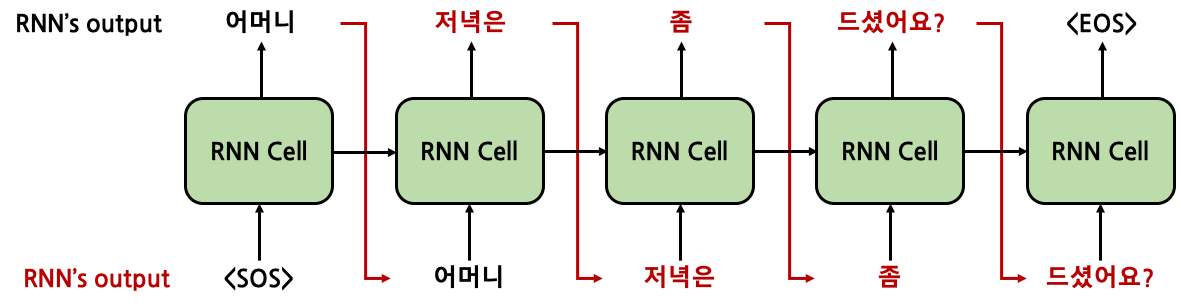 RNN's output 어머니 저녁은 좀 드셨어요? <EOS>
RNN Cell RNN Cell RNN Cell RNN Cell RNN Cell
RNN's output <SOS> 어머니 저녁은 좀 드셨어요?